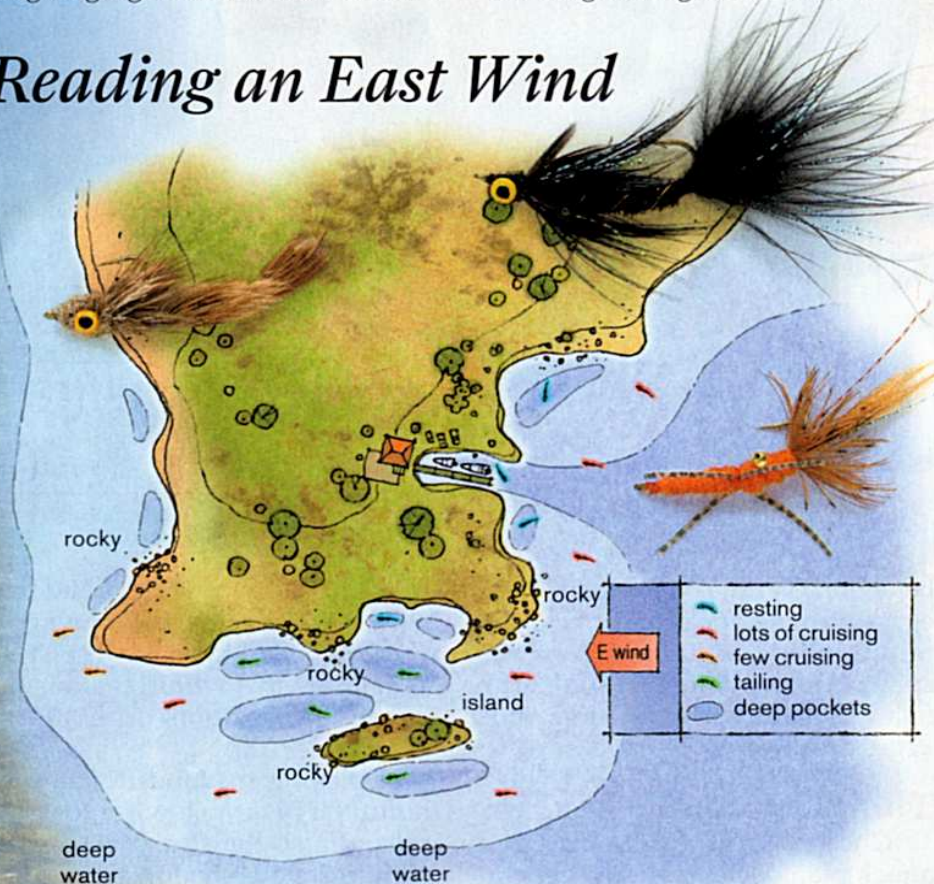 Reading an East Wind
rocky
rocky
E wind
resting
lots of cruising
few cruising
tailing
deep pockets
rocky
island
rocky
deep
water
deep
water